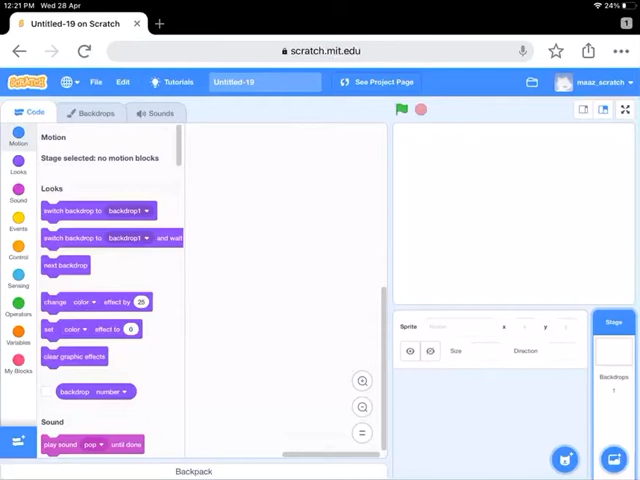 12:21 PM Wed 28 Apr
24%
Untitled-19 on Scratch
1
scratch.mit.edu
SCRATCH
File
Edit
Tutorials
Untitled-19
See Project Page
maaz_scratch
Code
Backdrops
Sounds
Motion
Looks
Sound
Events
Control
Sensing
Operators
Variables
My Blocks
Motion
Stage selected: no motion blocks
Looks
switch backdrop to backdrop1
switch backdrop to backdrop1 and wait
next backdrop
change color effect by 25
set color effect to 0
clear graphic effects
backdrop number
Sound
play sound pop until done
Backpack
Sprite Name x y
Size Direction
Stage
Backdrops
1